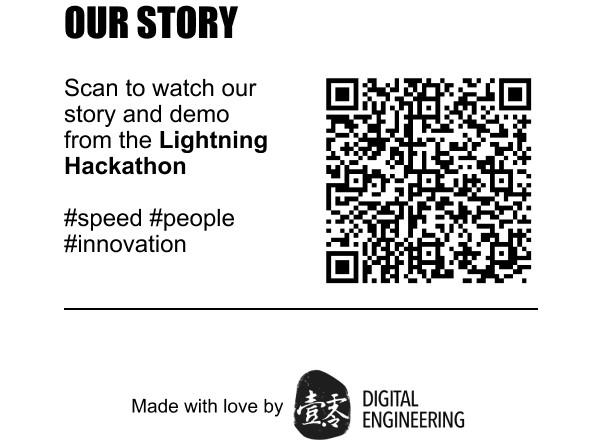 OUR STORY
Scan to watch our
story and demo
from the Lightning
Hackathon
#speed #people
#innovation
Made with love by
壹零
DIGITAL
ENGINEERING